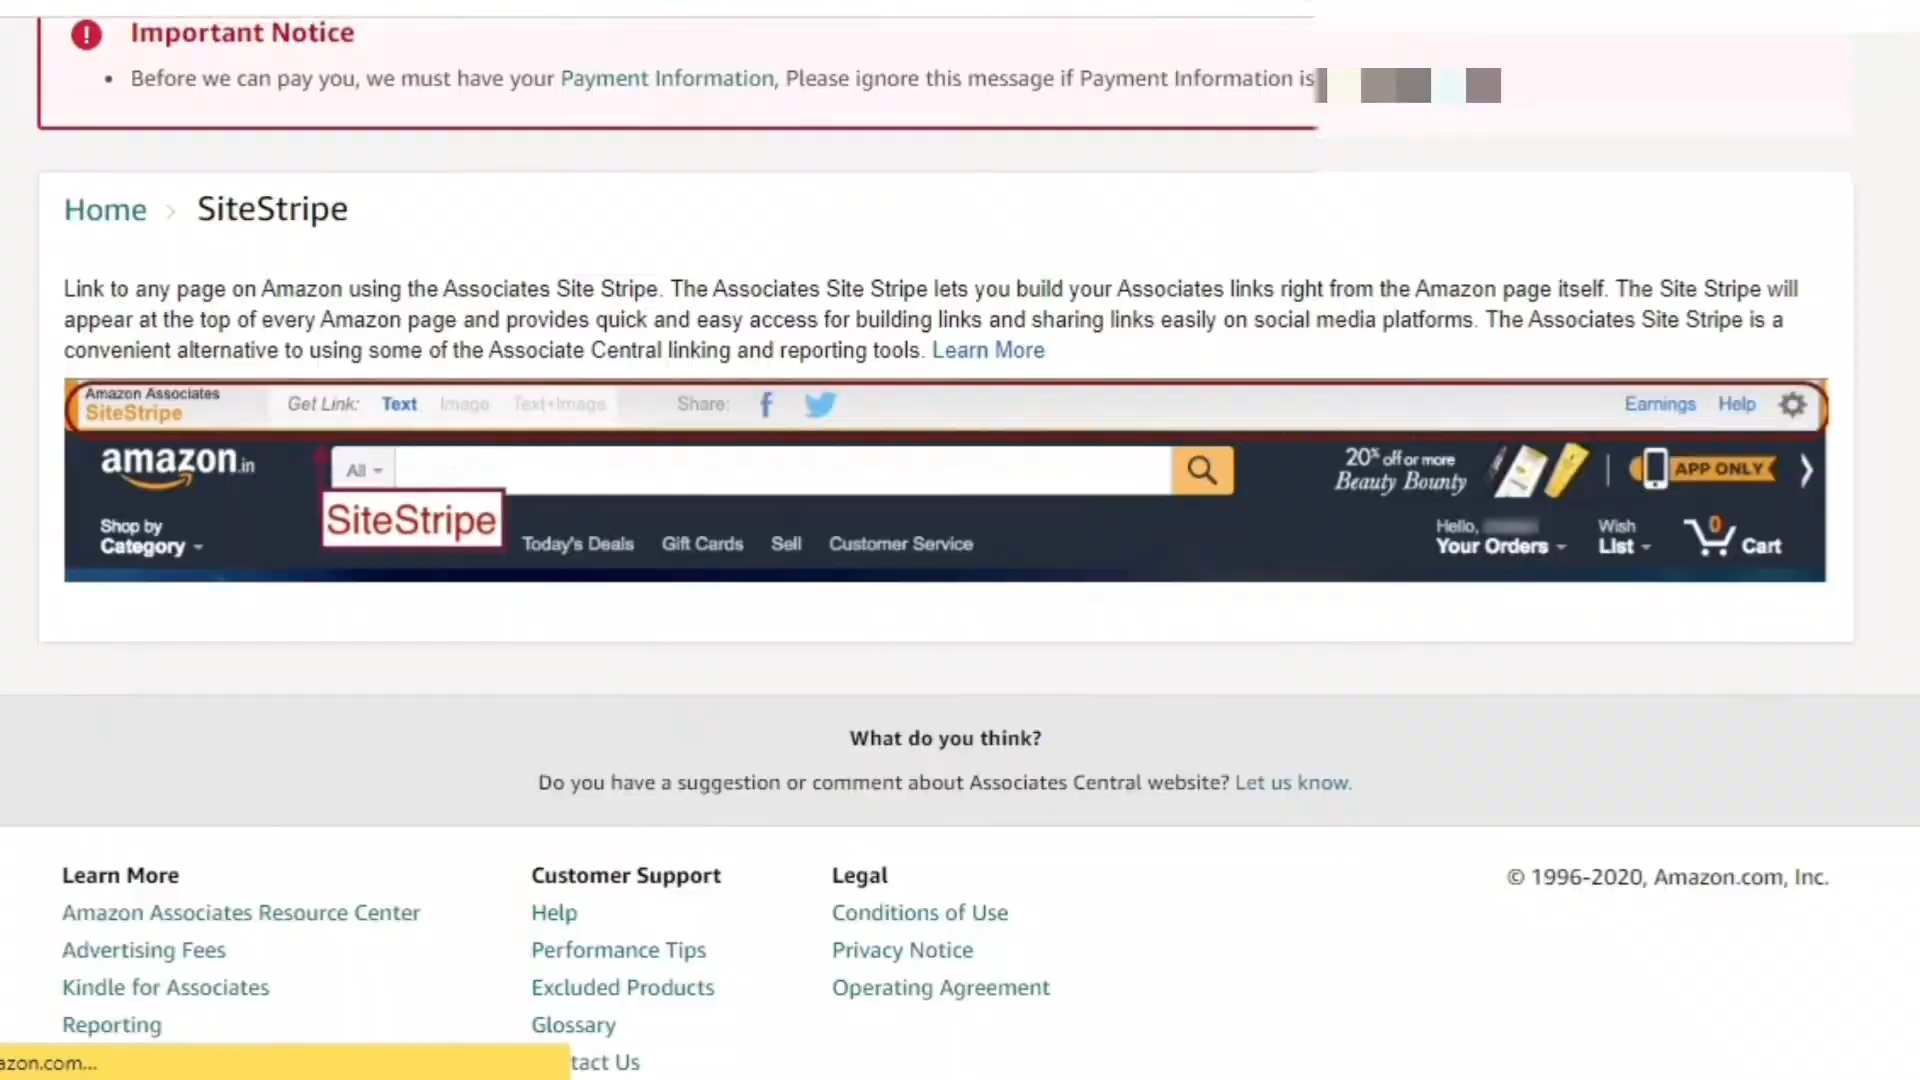 Important Notice
• Before we can pay you, we must have your Payment Information, Please ignore this message if Payment Information is
Home > SiteStripe
Link to any page on Amazon using the Associates Site Stripe. The Associates Site Stripe lets you build your Associates links right from the Amazon page itself. The Site Stripe will
appear at the top of every Amazon page and provides quick and easy access for building links and sharing links easily on social media platforms. The Associates Site Stripe is a
convenient alternative to using some of the Associate Central linking and reporting tools. Learn More
Amazon Associates
SiteStripe
Get Link: Text Image Text+Image Share: Earnings Help
amazon.in
All
20% off or more
Beauty Bounty
APP ONLY
SiteStripe
Shop by
Category
Today's Deals Gift Cards Sell Customer Service
Hello,
Your Orders
Wish
List
0
Cart
What do you think?
Do you have a suggestion or comment about Associates Central website? Let us know.
Learn More
Amazon Associates Resource Center
Advertising Fees
Kindle for Associates
Reporting
Customer Support
Help
Performance Tips
Excluded Products
Glossary
tact Us
Legal
Conditions of Use
Privacy Notice
Operating Agreement
© 1996-2020, Amazon.com, Inc.
azon.com...